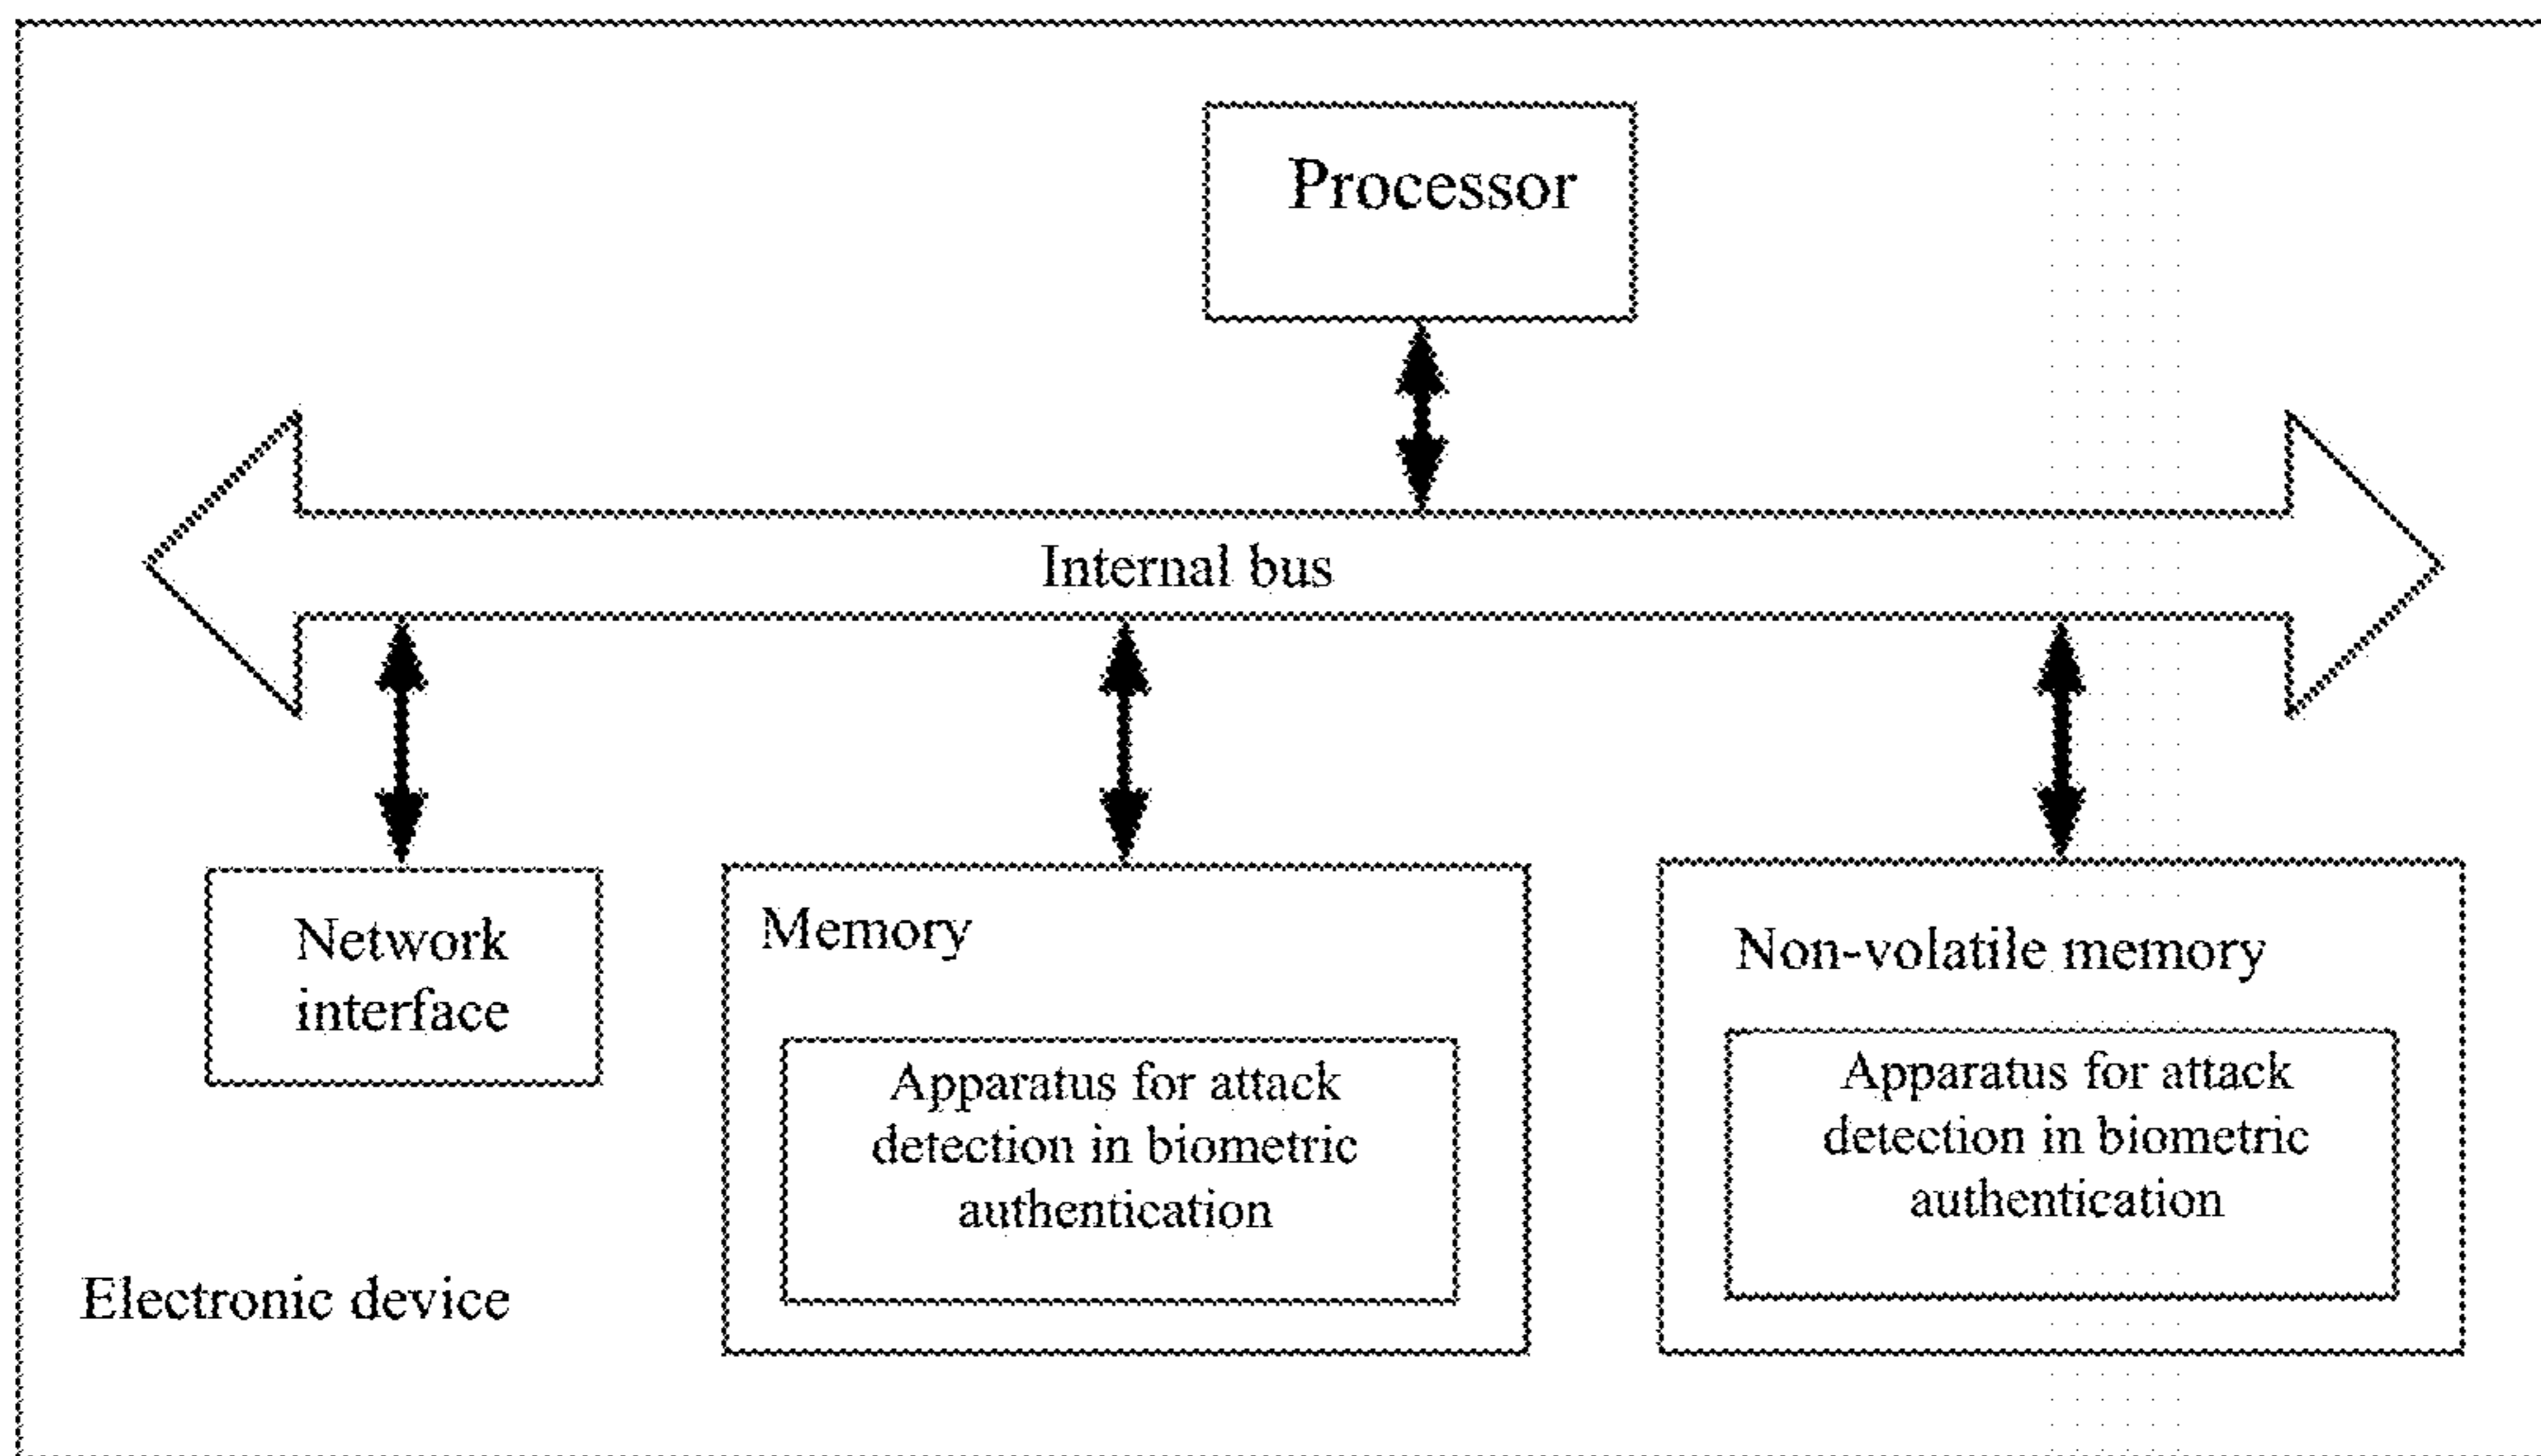 Processor
Internal bus
Network
interface
Memory
Apparatus for attack
detection in biometric
authentication
Non-volatile memory
Apparatus for attack
detection in biometric
authentication
Electronic device